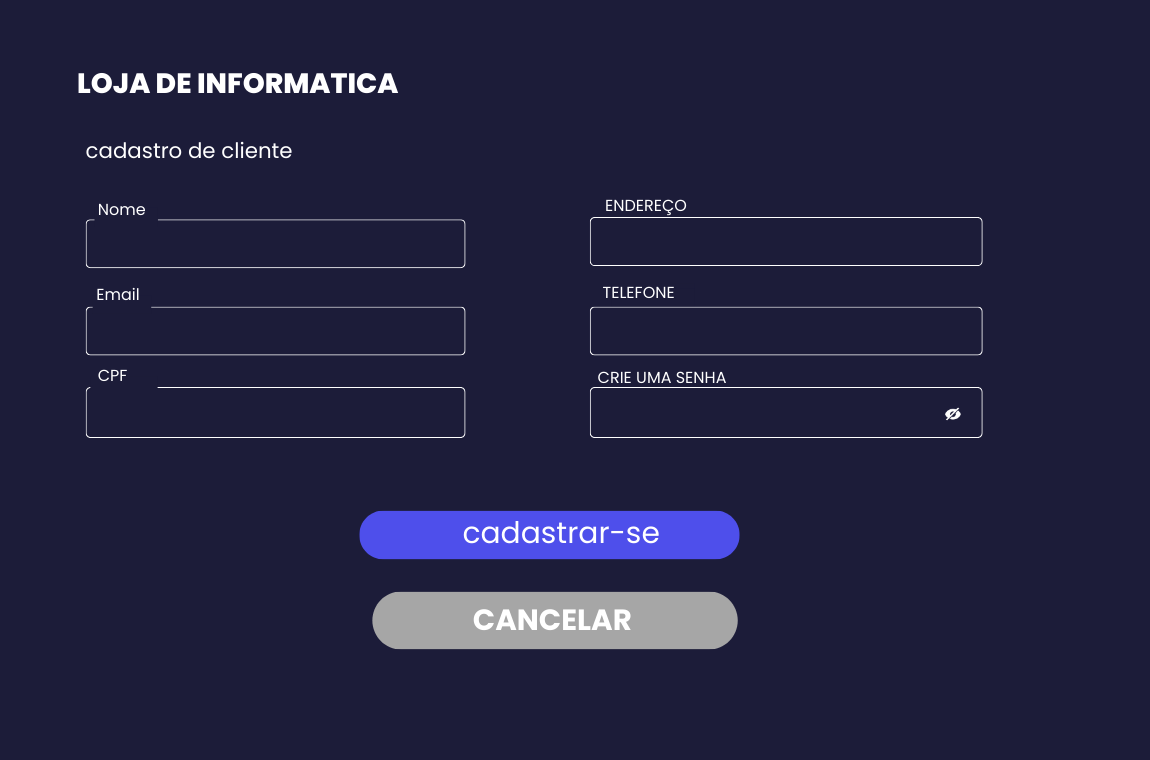 LOJA DE INFORMATICA
cadastro de cliente
Nome
ENDEREÇO
Email
TELEFONE
CPF
CRIE UMA SENHA
cadastrar-se
CANCELAR